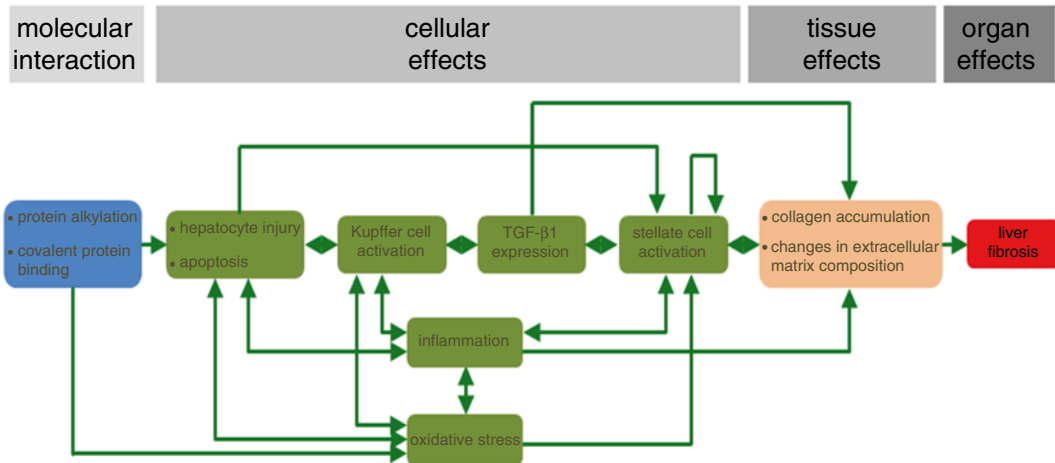 molecular
interaction
cellular
effects
tissue
effects
organ
effects
• protein alkylation
• covalent protein
binding
• hepatocyte injury
• apoptosis
Kupffer cell
activation
TGF-β1
expression
stellate cell
activation
• collagen accumulation
• changes in extracellular
matrix composition
liver
fibrosis
inflammation
oxidative stress